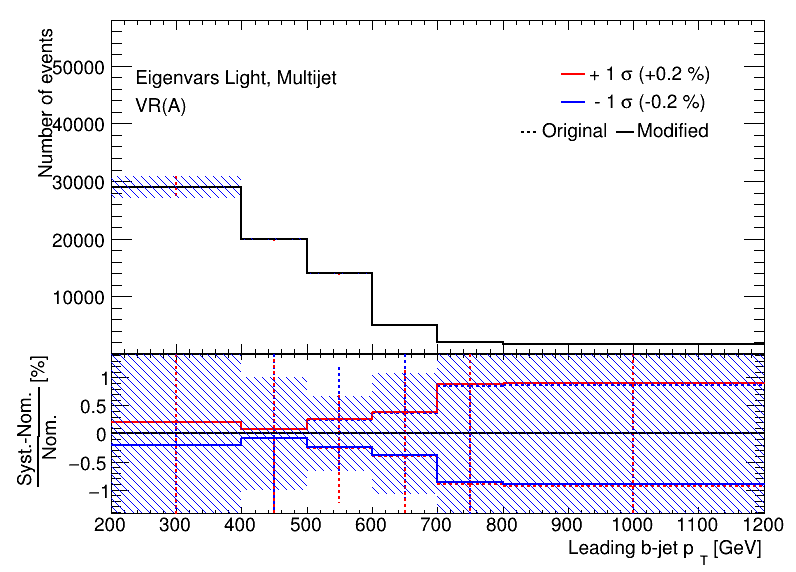 Number of events
50000
40000
30000
20000
10000
Eigenvars Light, Multijet
VR(A)
+ 1 σ (+0.2 %)
- 1 σ (-0.2 %)
Original Modified
Syst.-Nom.
Nom.
[%]
1
0.5
0
−0.5
−1
200 300 400 500 600 700 800 900 1000 1100 1200
Leading b-jet p T [GeV]